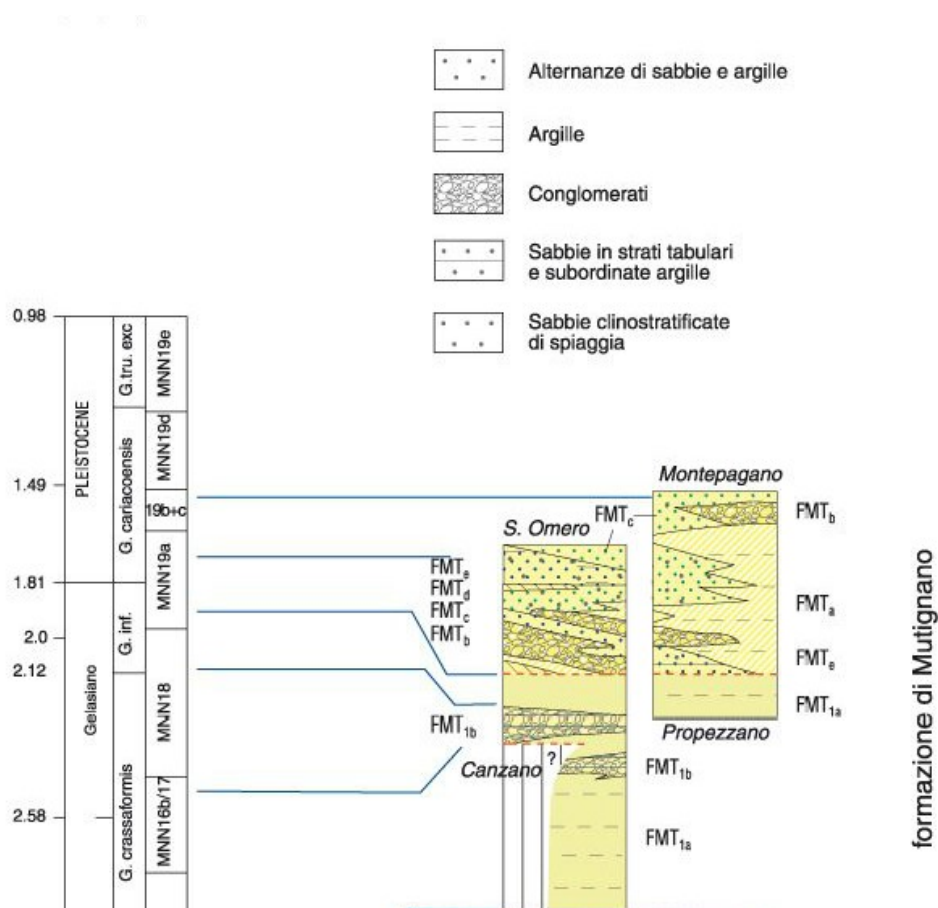 Alternanze di sabbie e argille
Argille
Conglomerati
Sabbie in strati tabulari
e subordinate argille
Sabbie clinostratificate
di spiaggia
0.98
1.49
1.81
2.0
2.12
2.58
PLEISTOCENE
Gelasiano
G.tru. exc
G. cariacoensis
G. inf.
G. crassaformis
MNN19e
MNN19d
19b+c
MNN19a
MNN18
MNN16b/17
S. Omero
FMTc
FMTe
FMTd
FMTc
FMTb
FMT1b
Canzano
?
FMT1b
FMT1a
Montepagano
FMTb
FMTa
FMTe
FMT1a
Propezzano
formazione di Mutignano